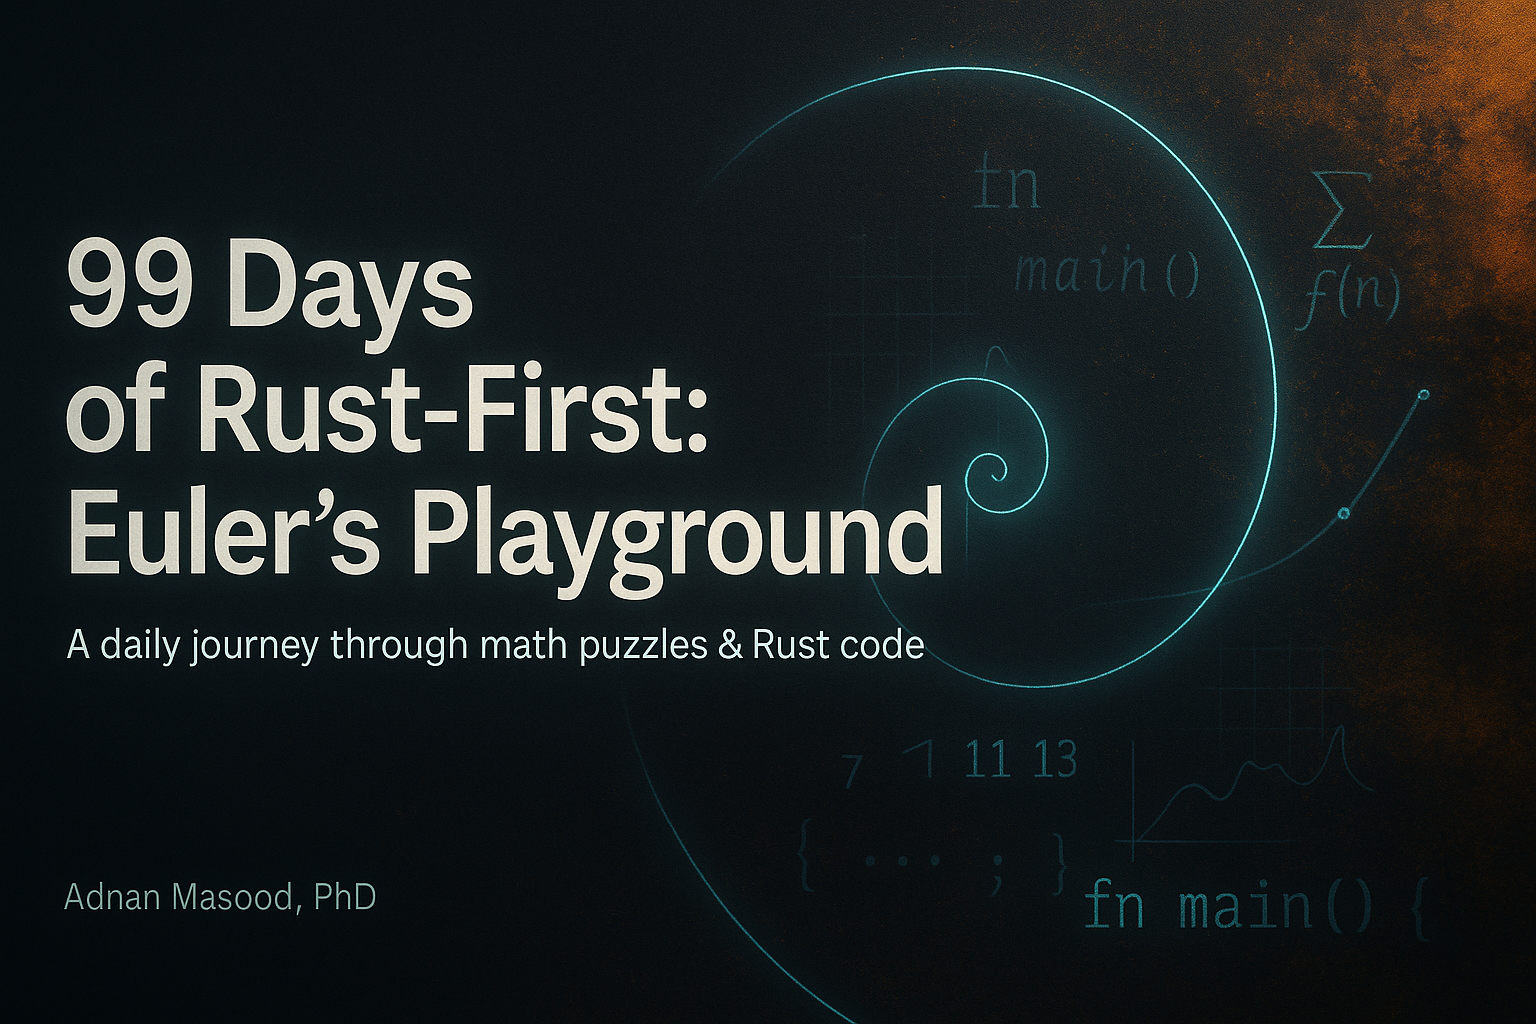 99 Days
of Rust-First:
Euler’s Playground
A daily journey through math puzzles & Rust code
Adnan Masood, PhD
fn
main()
∑
f(n)
7 11 13
{ ... ; }
fn main() {